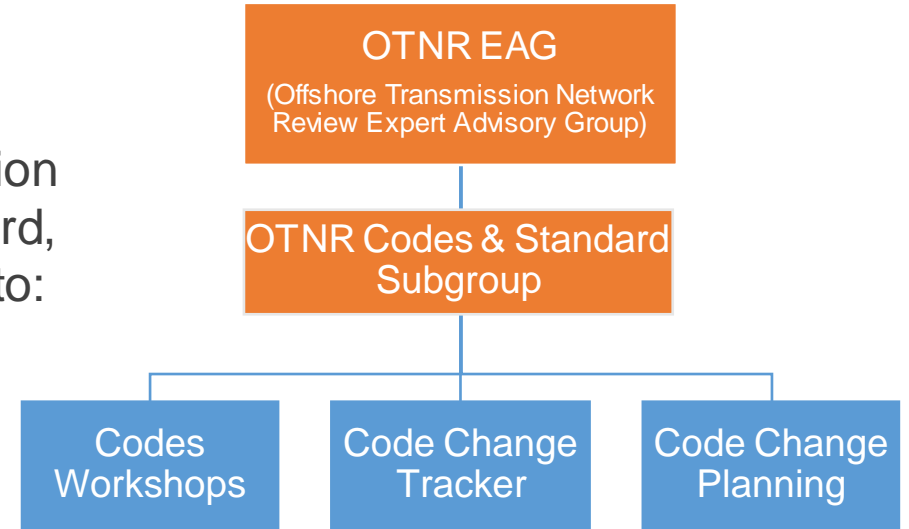 OTNR EAG
(Offshore Transmission Network
Review Expert Advisory Group)
ion
rd,
to:
OTNR Codes & Standard
Subgroup
Codes
Workshops
Code Change
Tracker
Code Change
Planning